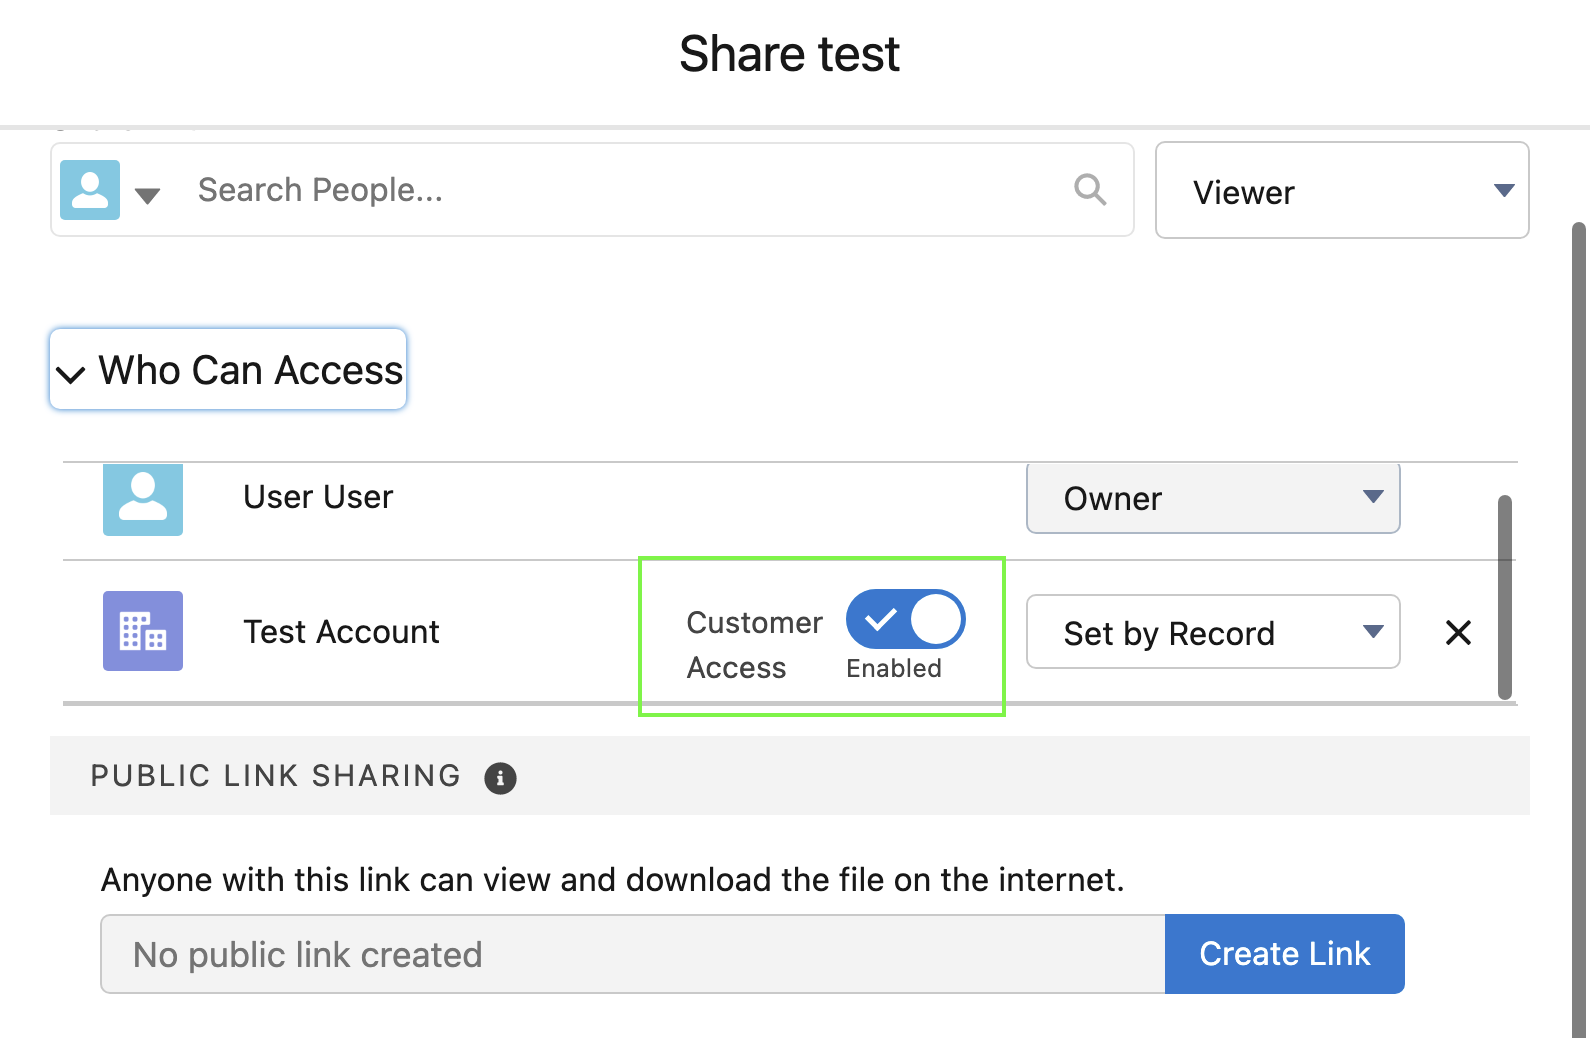 Share test
Search People...
Viewer
Who Can Access
User User
Owner
Test Account
Customer
Access
Enabled
Set by Record
PUBLIC LINK SHARING
Anyone with this link can view and download the file on the internet.
No public link created
Create Link